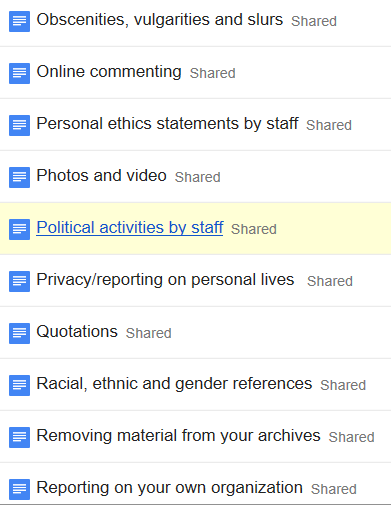 Obscenities, vulgarities and slurs Shared
Online commenting Shared
Personal ethics statements by staff Shared
Photos and video Shared
Political activities by staff Shared
Privacy/reporting on personal lives Shared
Quotations Shared
Racial, ethnic and gender references Shared
Removing material from your archives Shared
Reporting on your own organization Shared